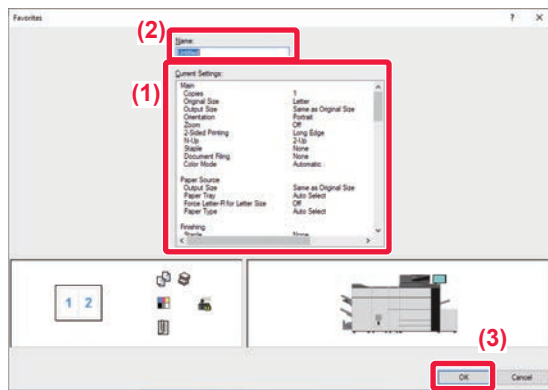 Favorites ? X
(2)
Name:
Untitled
(1)
Current Settings:
Main
Copies 1
Original Size Letter
Output Size Same as Original Size
Orientation Portrait
Zoom Off
2-Sided Printing Long Edge
N-Up 2-Up
Staple None
Document Filing None
Color Mode Automatic
Paper Source
Output Size Same as Original Size
Paper Tray Auto Select
Force Letter-R for Letter Size Off
Paper Type Auto Select
Finishing
Staple None
1 2
(3)
OK Cancel